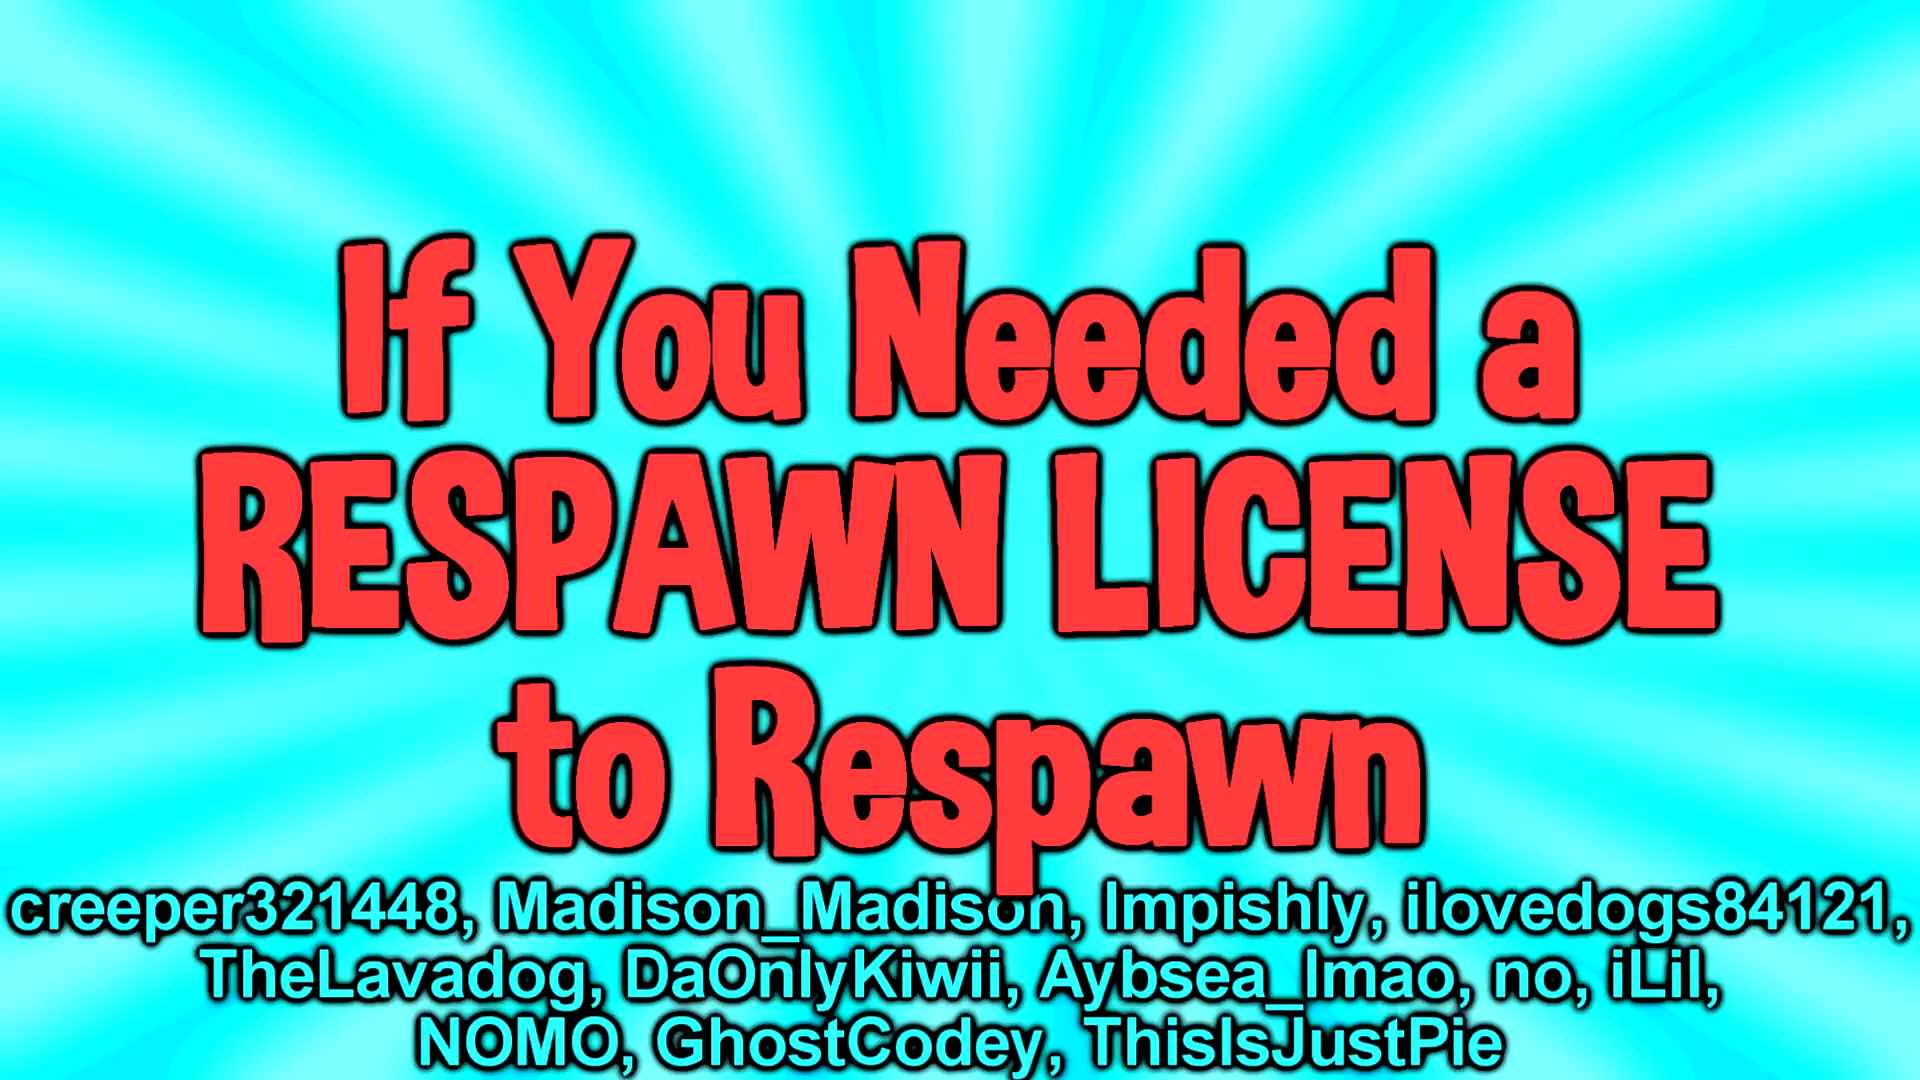 If You Needed a
RESPAWN LICENSE
to Respawn
creeper321448, Madison_Madison, Impishly, ilovedogs84121,
TheLavadog, DaOnlyKiwii, Aybsea_lmao, no, iLil,
NOMO, GhostCodey, ThisIsJustPie